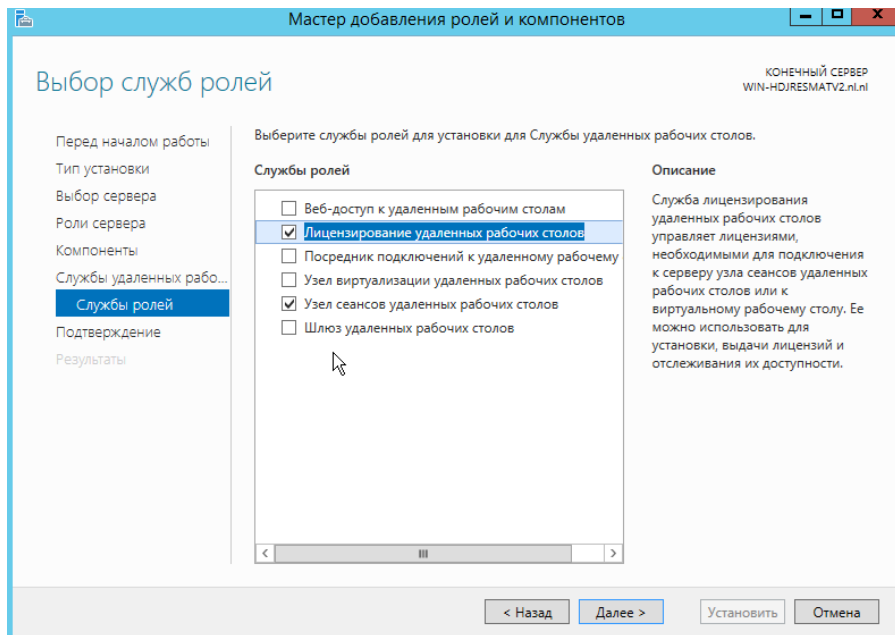 Мастер добавления ролей и компонентов
Выбор служб ролей
КОНЕЧНЫЙ СЕРВЕР
WIN-HDJRESMATV2.nl.nl
Перед началом работы
Тип установки
Выбор сервера
Роли сервера
Компоненты
Службы удаленных рабо...
Службы ролей
Подтверждение
Результаты
Выберите службы ролей для установки для Службы удаленных рабочих столов.
Службы ролей
Веб-доступ к удаленным рабочим столам
Лицензирование удаленных рабочих столов
Посредник подключений к удаленному рабочему
Узел виртуализации удаленных рабочих столов
Узел сеансов удаленных рабочих столов
Шлюз удаленных рабочих столов
Описание
Служба лицензирования
удаленных рабочих столов
управляет лицензиями,
необходимыми для подключения
к серверу узла сеансов удаленных
рабочих столов или к
виртуальному рабочему столу. Ее
можно использовать для
установки, выдачи лицензий и
отслеживания их доступности.
< Назад
Далее >
Установить
Отмена